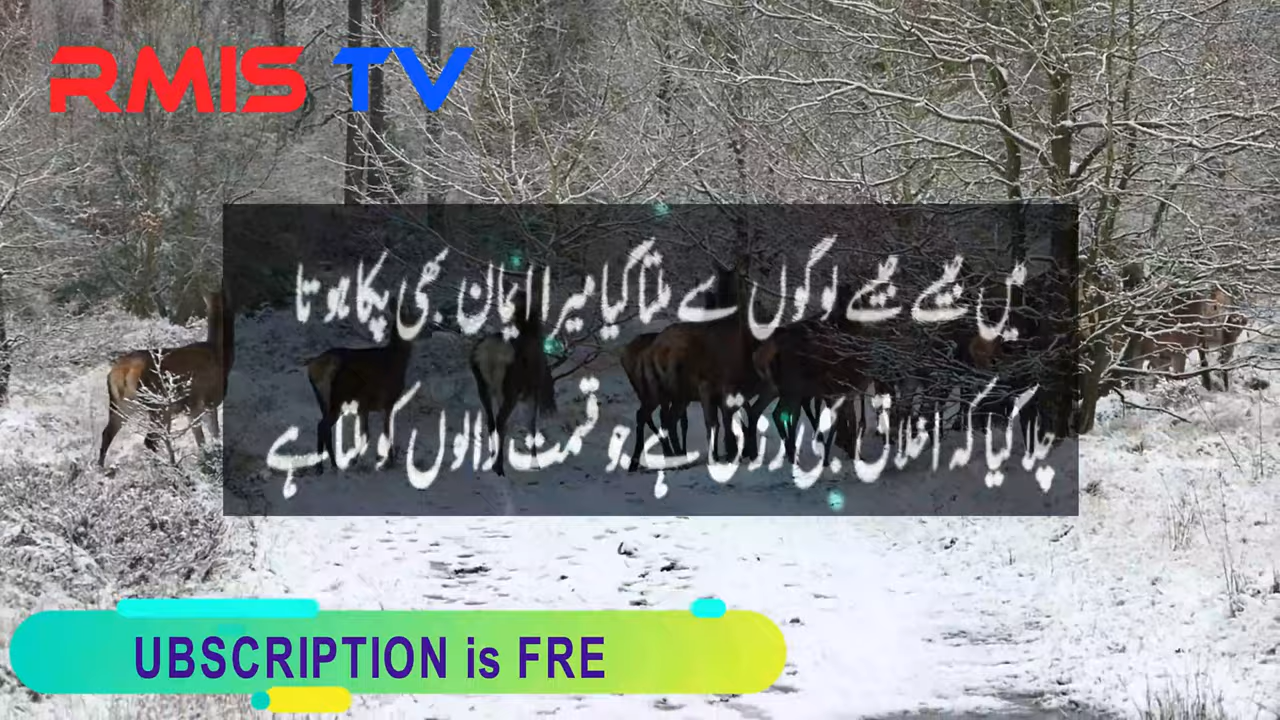 RMIS TV
میں جیسے جیسے لوگوں سے ملتا گیا میرا ایمان بھی پکا ہوتا
چلا گیا کہ اخلاق بھی رزق ہے جو قسمت والوں کو ملتا ہے
UBSCRIPTION is FRE